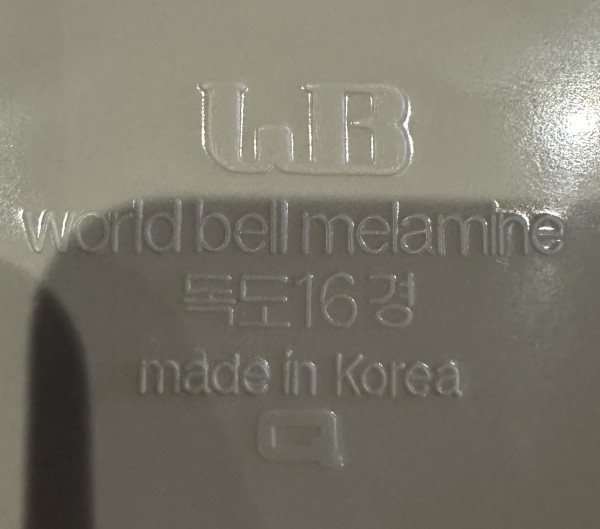 WB
world bell melamine
독도16경
made in Korea
Q